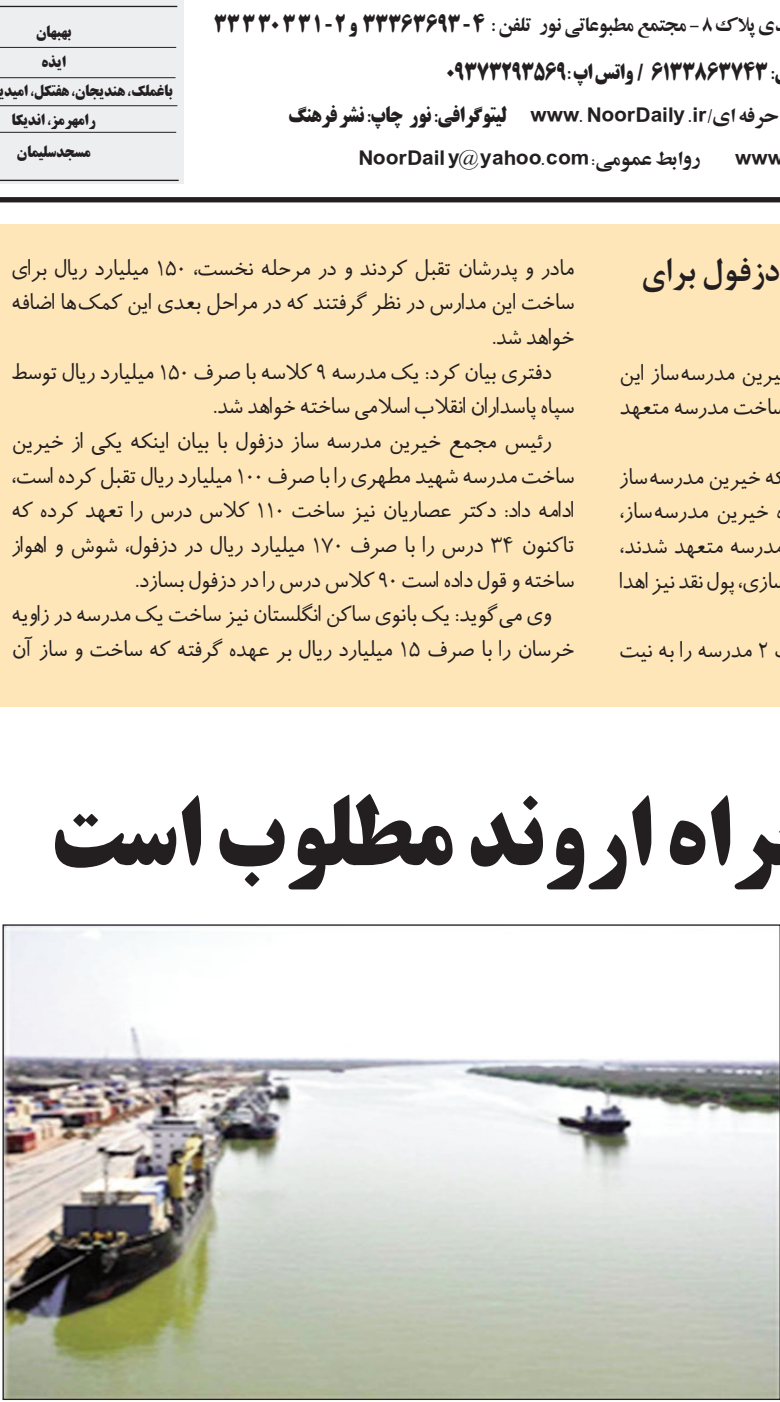 دی پلاک ۸ - مجتمع مطبوعاتی نور تلفن : ۴ - ۳۳۳۶۳۶۹۳ و ۲ - ۳۳۳۳۰۳۳۱
۶۱۳۳۸۶۳۷۴۳ / واتس اپ: ۰۹۳۷۳۲۹۳۵۶۹
حرفه ای/www. NoorDaily .ir لیتوگرافی: نور چاپ: نشر فرهنگ
www روابط عمومی: NoorDaily@yahoo.com
بهبهان
ایذه
باغملک، هندیجان، هفتکل، امیدی
رامهرمز، اندیکا
مسجدسلیمان
دزفول برای
یرین مدرسه‌ساز این
ساخت مدرسه متعهد
که خیرین مدرسه‌ساز
خیرین مدرسه‌ساز،
مدرسه متعهد شدند،
سازی، پول نقد نیز اهدا
۲ مدرسه را به نیت
مادر و پدرشان تقبل کردند و در مرحله نخست، ۱۵۰ میلیارد ریال برای
ساخت این مدارس در نظر گرفتند که در مراحل بعدی این کمک‌ها اضافه
خواهد شد.
دفتری بیان کرد: یک مدرسه ۹ کلاسه با صرف ۱۵۰ میلیارد ریال توسط
سپاه پاسداران انقلاب اسلامی ساخته خواهد شد.
رئیس مجمع خیرین مدرسه ساز دزفول با بیان اینکه یکی از خیرین
ساخت مدرسه شهید مطهری را با صرف ۱۰۰ میلیارد ریال تقبل کرده است،
ادامه داد: دکتر عصاریان نیز ساخت ۱۱۰ کلاس درس را تعهد کرده که
تاکنون ۳۴ درس را با صرف ۱۷۰ میلیارد ریال در دزفول، شوش و اهواز
ساخته و قول داده است ۹۰ کلاس درس را در دزفول بسازد.
وی می گوید: یک بانوی ساکن انگلستان نیز ساخت یک مدرسه در زاویه
خرسان را با صرف ۱۵ میلیارد ریال بر عهده گرفته که ساخت و ساز آن
راه اروند مطلوب است